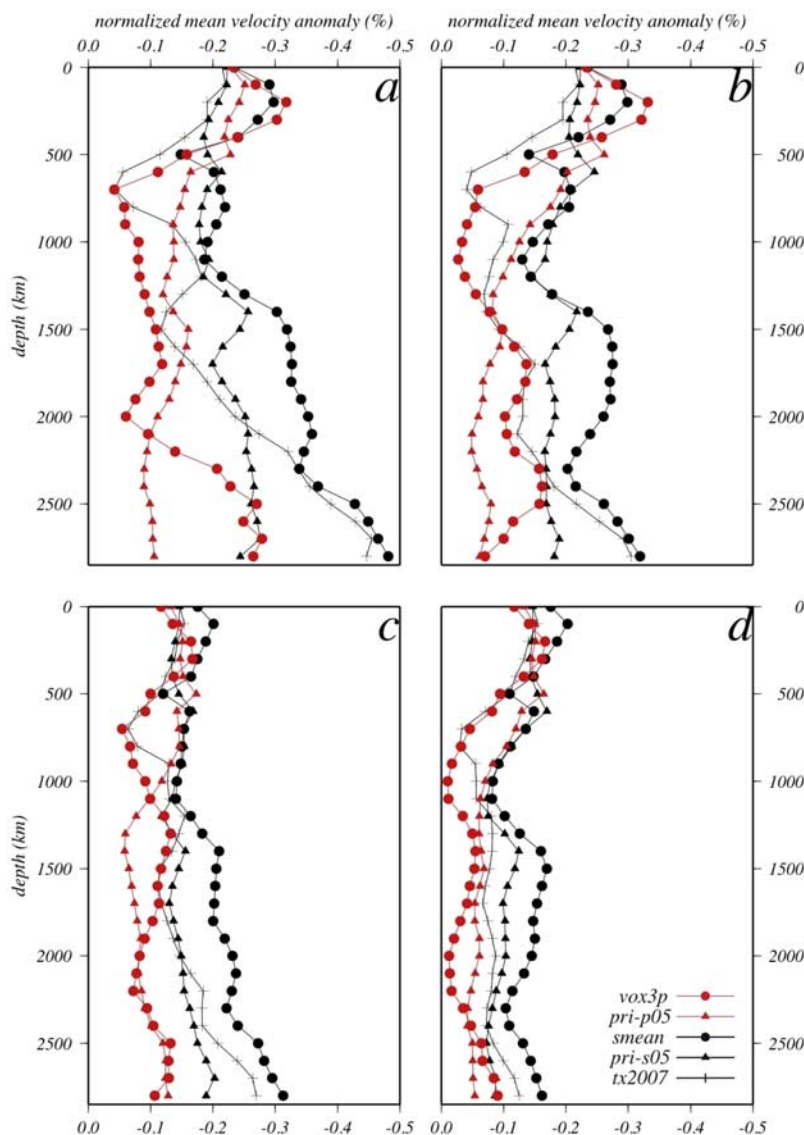 normalized mean velocity anomaly (%) normalized mean velocity anomaly (%)
0.0 -0.1 -0.2 -0.3 -0.4 -0.5 0.0 -0.1 -0.2 -0.3 -0.4 -0.5
0 a b 0
500 500
1000 1000
depth (km) depth (km)
1500 1500
2000 2000
2500 2500
0 c d 0
500 500
1000 1000
depth (km) depth (km)
1500 1500
2000 2000
vox3p
pri-p05
smean
2500 2500
pri-s05
tx2007
0.0 -0.1 -0.2 -0.3 -0.4 -0.5 0.0 -0.1 -0.2 -0.3 -0.4 -0.5